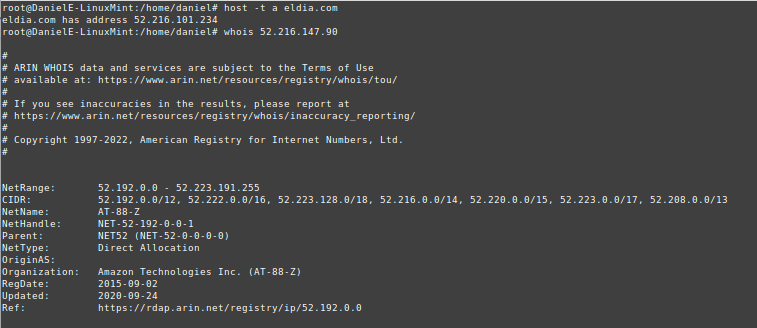 root@DanielE-LinuxMint:/home/daniel# host -t a eldia.com
eldia.com has address 52.216.101.234
root@DanielE-LinuxMint:/home/daniel# whois 52.216.147.90
#
# ARIN WHOIS data and services are subject to the Terms of Use
# available at: https://www.arin.net/resources/registry/whois/tou/
#
# If you see inaccuracies in the results, please report at
# https://www.arin.net/resources/registry/whois/inaccuracy_reporting/
#
# Copyright 1997-2022, American Registry for Internet Numbers, Ltd.
#
NetRange: 52.192.0.0 - 52.223.191.255
CIDR: 52.192.0.0/12, 52.222.0.0/16, 52.223.128.0/18, 52.216.0.0/14, 52.220.0.0/15, 52.223.0.0/17, 52.208.0.0/13
NetName: AT-88-Z
NetHandle: NET-52-192-0-0-1
Parent: NET52 (NET-52-0-0-0-0)
NetType: Direct Allocation
OriginAS:
Organization: Amazon Technologies Inc. (AT-88-Z)
RegDate: 2015-09-02
Updated: 2020-09-24
Ref: https://rdap.arin.net/registry/ip/52.192.0.0